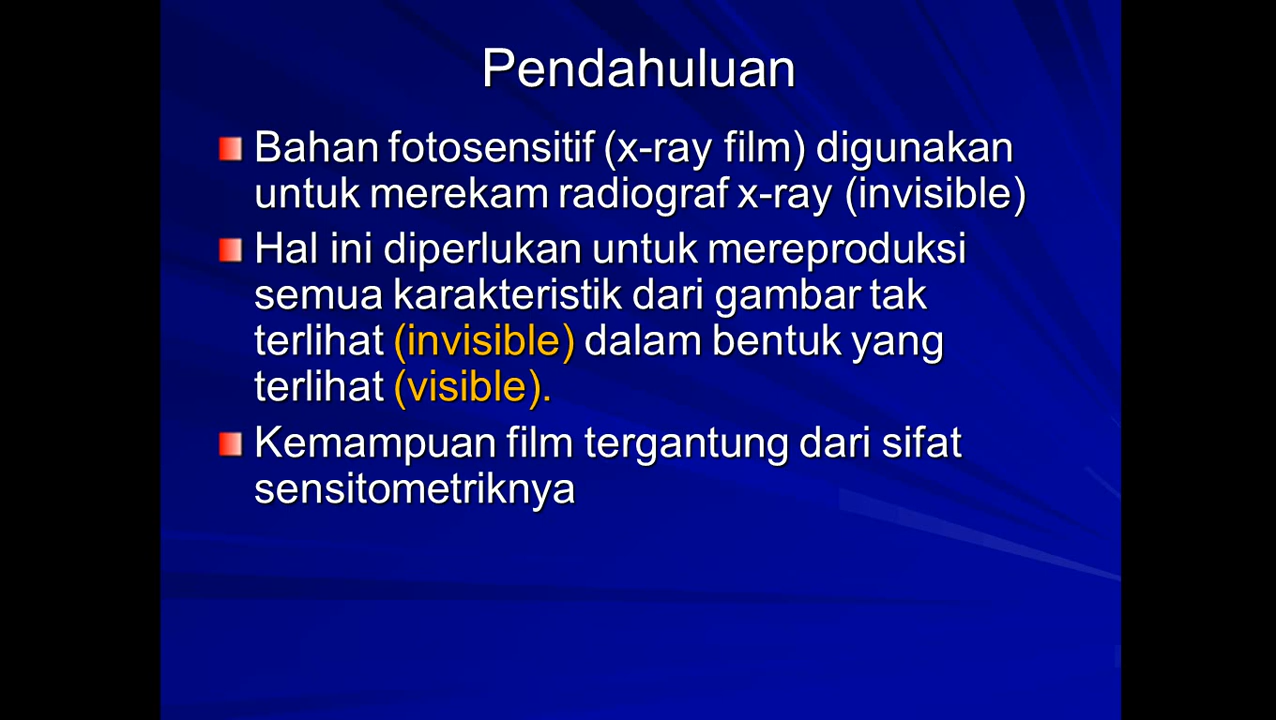 Pendahuluan
Bahan fotosensitif (x-ray film) digunakan
untuk merekam radiograf x-ray (invisible)
Hal ini diperlukan untuk mereproduksi
semua karakteristik dari gambar tak
terlihat (invisible) dalam bentuk yang
terlihat (visible).
Kemampuan film tergantung dari sifat
sensitometriknya